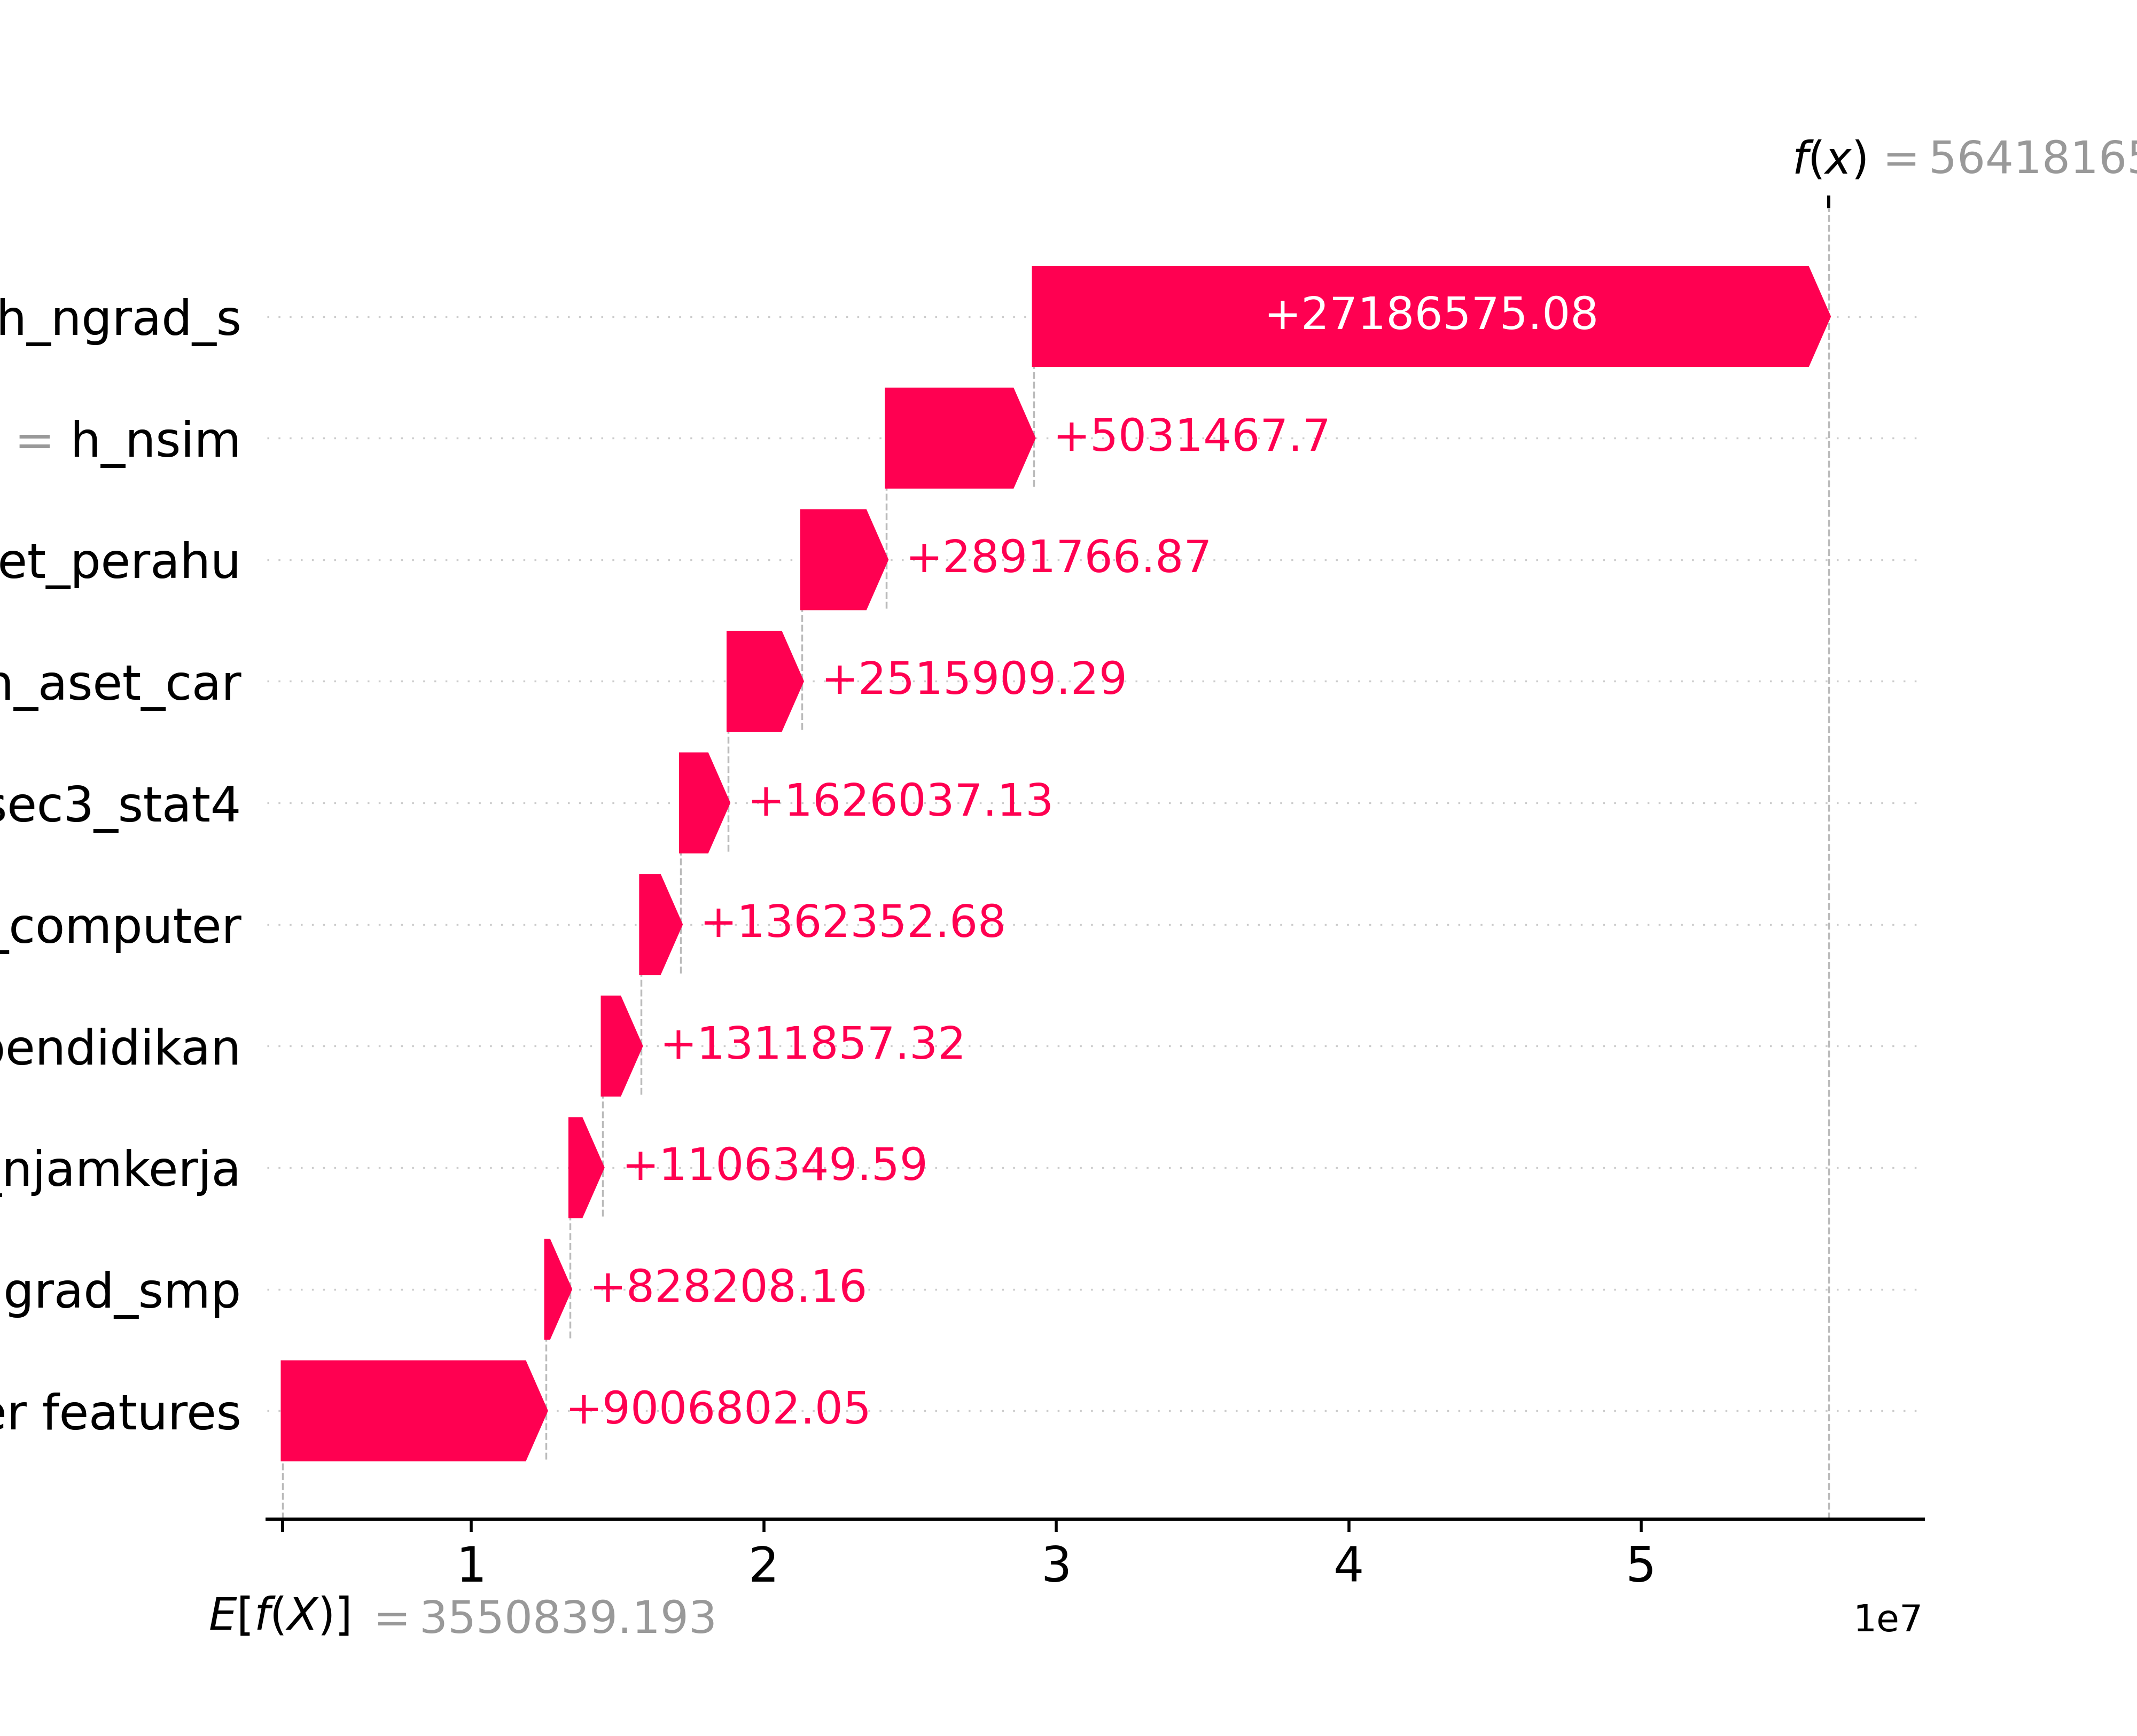 f(x) = 56418165
h_ngrad_s +27186575.08
= h_nsim +5031467.7
et_perahu +2891766.87
_aset_car +2515909.29
sec3_stat4 +1626037.13
_computer +1362352.68
pendidikan +1311857.32
_njamkerja +1106349.59
grad_smp +828208.16
er features +9006802.05
1 2 3 4 5
E[f(X)] = 3550839.193
1e7